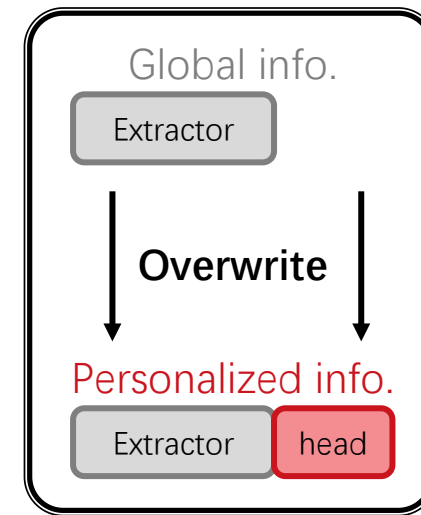 Global info.
Extractor
Overwrite
Personalized info.
Extractor head